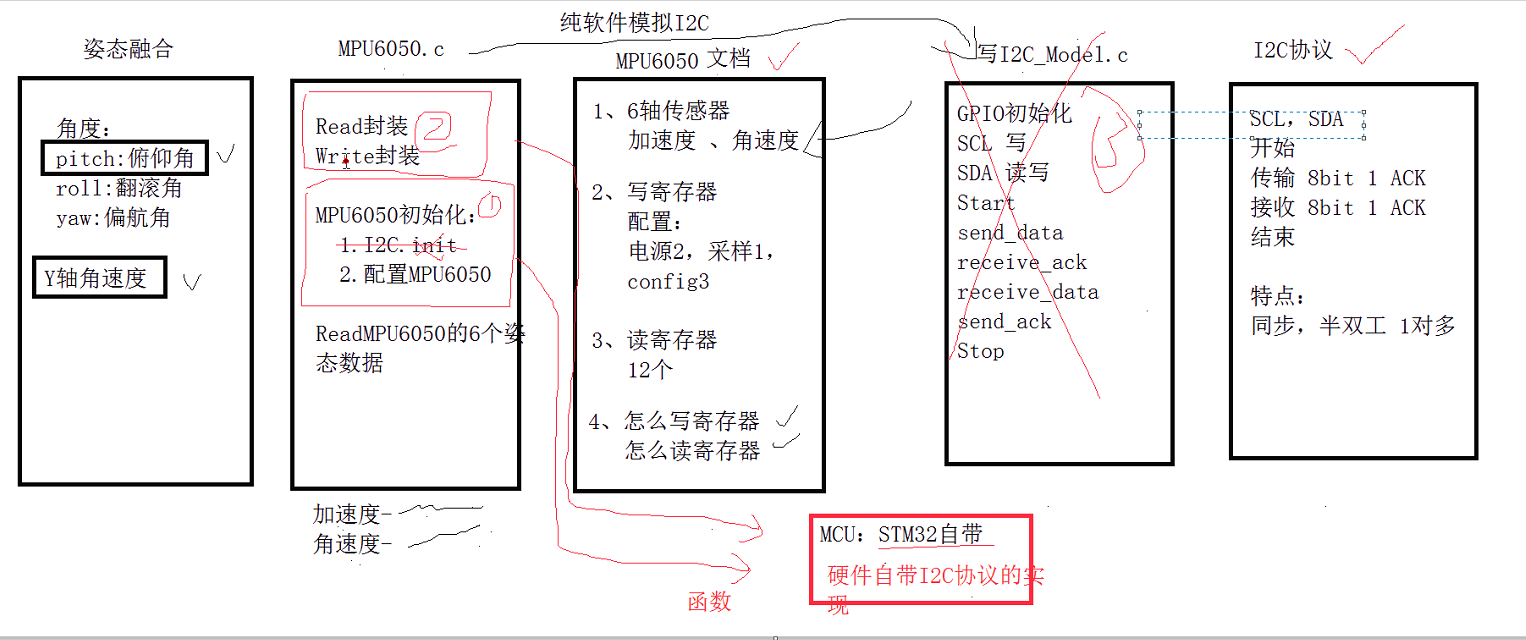 纯软件模拟I2C
姿态融合
角度：
pitch:俯仰角
roll:翻滚角
yaw:偏航角
Y轴角速度
MPU6050.c
Read封装
Write封装
②
MPU6050初始化：
①
1.I2C.init
2.配置MPU6050
ReadMPU6050的6个姿
态数据
加速度-
角速度-
MPU6050 文档
1、6轴传感器
加速度 、角速度
2、写寄存器
配置：
电源2，采样1，
config3
3、读寄存器
12个
4、怎么写寄存器
怎么读寄存器
写I2C_Model.c
GPIO初始化
SCL 写
SDA 读写
Start
send_data
receive_ack
receive_data
send_ack
Stop
③
I2C协议
SCL，SDA
开始
传输 8bit 1 ACK
接收 8bit 1 ACK
结束
特点：
同步，半双工 1对多
函数
MCU：STM32自带
硬件自带I2C协议的实
现